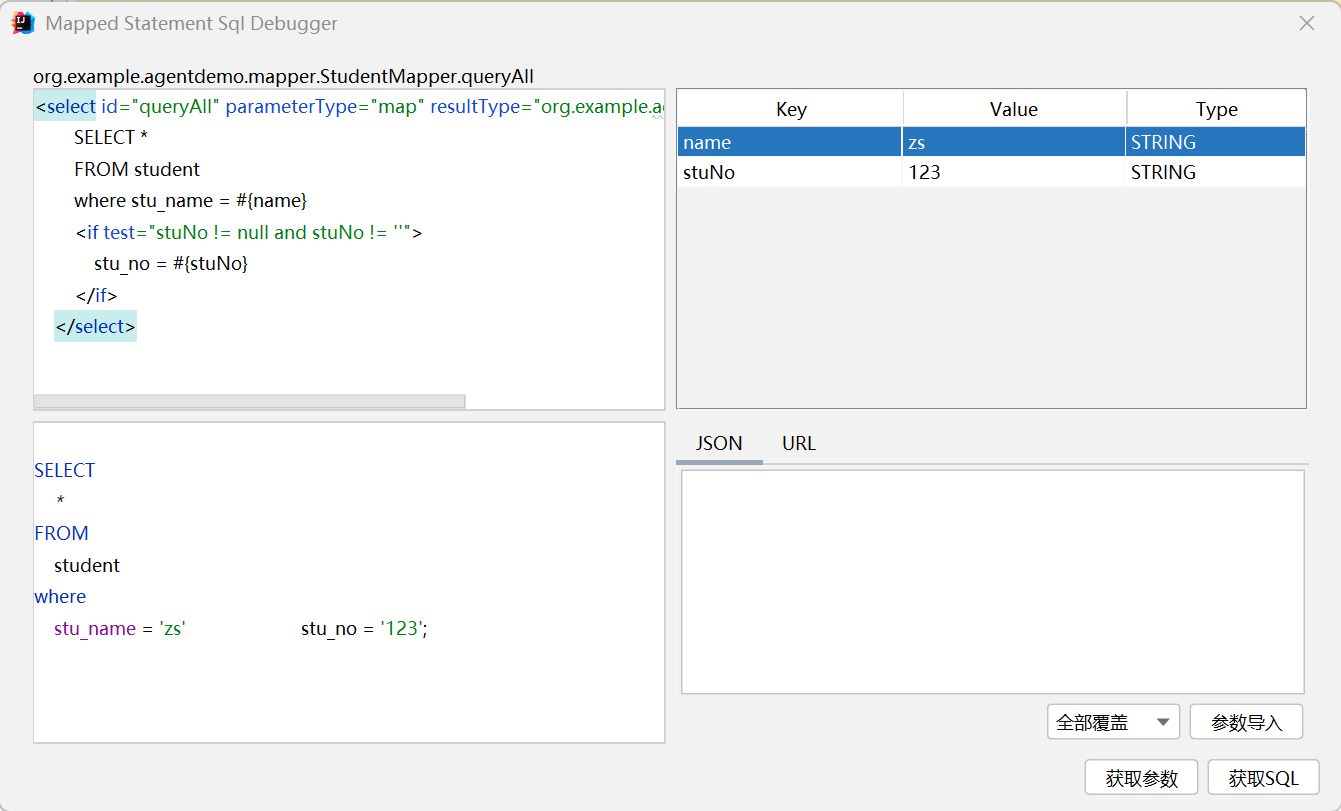 Mapped Statement Sql Debugger
org.example.agentdemo.mapper.StudentMapper.queryAll
<select id="queryAll" parameterType="map" resultType="org.example.a
SELECT *
FROM student
where stu_name = #{name}
<if test="stuNo != null and stuNo != ''">
stu_no = #{stuNo}
</if>
</select>
Key Value Type
name zs STRING
stuNo 123 STRING
SELECT
*
FROM
student
where
stu_name = 'zs' stu_no = '123';
JSON URL
全部覆盖 参数导入
获取参数 获取SQL